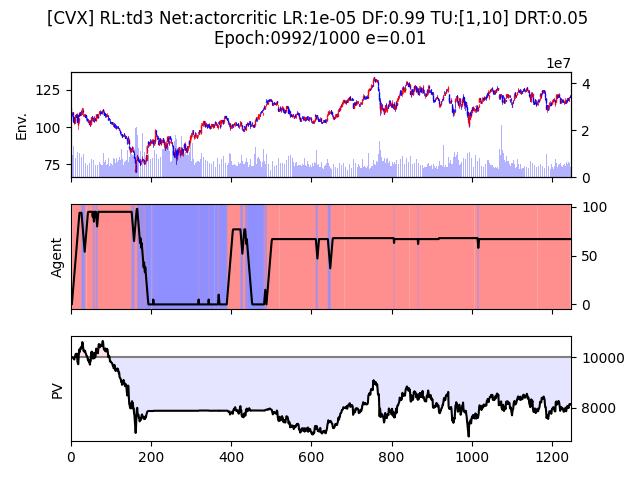 [CVX] RL:td3 Net:actorcritic LR:1e-05 DF:0.99 TU:[1,10] DRT:0.05
Epoch:0992/1000 e=0.01
1e7
Env.
125
100
75
4
2
0
Agent
100
50
0
PV
10000
8000
0 200 400 600 800 1000 1200